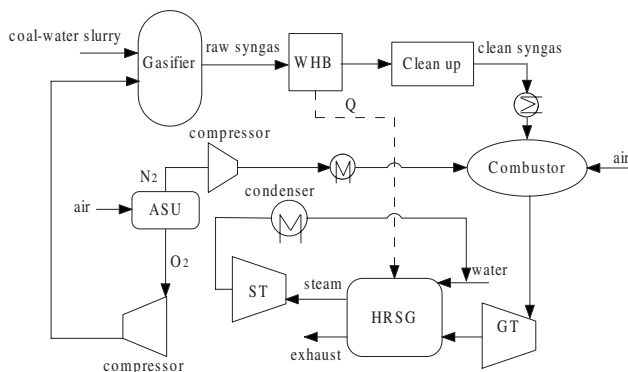 coal-water slurry
Gasifier
raw syngas
WHB
Clean up
clean syngas
Q
compressor
N2
Combustor
air
condenser
air
ASU
O2
ST
steam
water
HRSG
GT
exhaust
compressor